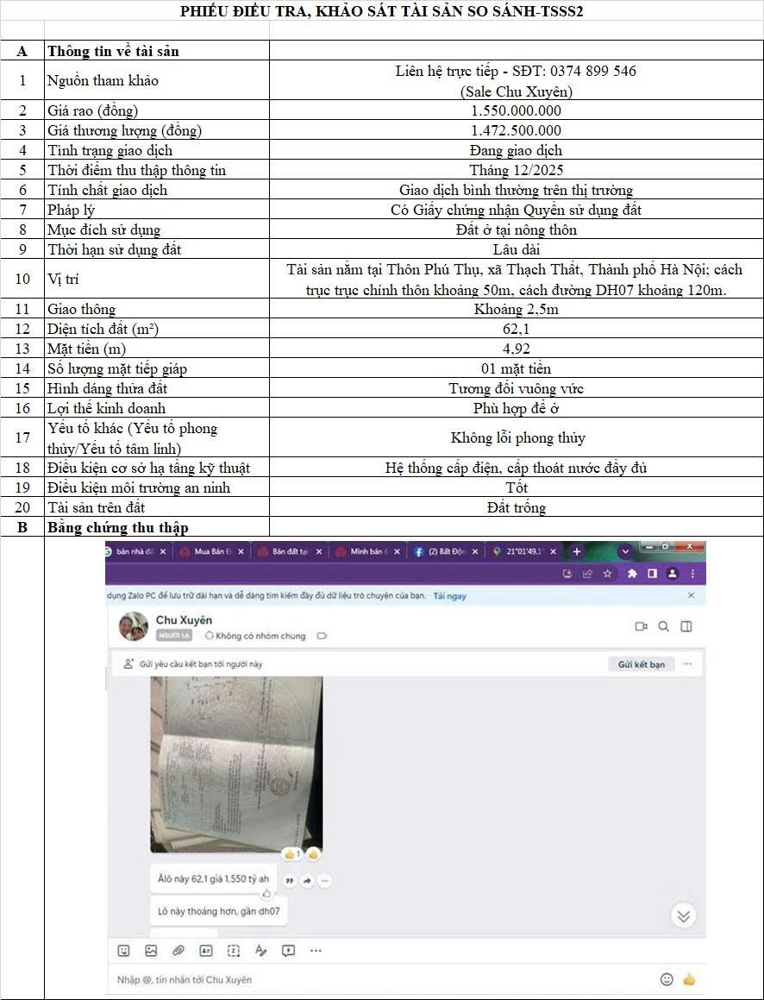 PHIẾU ĐIỀU TRA, KHẢO SÁT TÀI SẢN SO SÁNH-TSSS2
A Thông tin về tài sản
1 Nguồn tham khảo Liên hệ trực tiếp - SĐT: 0374 899 546
(Sale Chu Xuyên)
2 Giá rao (đồng) 1.550.000.000
3 Giá thương lượng (đồng) 1.472.500.000
4 Tình trạng giao dịch Đang giao dịch
5 Thời điểm thu thập thông tin Tháng 12/2025
6 Tính chất giao dịch Giao dịch bình thường trên thị trường
7 Pháp lý Có Giấy chứng nhận Quyền sử dụng đất
8 Mục đích sử dụng Đất ở tại nông thôn
9 Thời hạn sử dụng đất Lâu dài
10 Vị trí Tài sản nằm tại Thôn Phú Thụ, xã Thạch Thất, Thành phố Hà Nội; cách
trục trục chính thôn khoảng 50m, cách đường DH07 khoảng 120m.
11 Giao thông Khoảng 2,5m
12 Diện tích đất (m²) 62,1
13 Mặt tiền (m) 4,92
14 Số lượng mặt tiếp giáp 01 mặt tiền
15 Hình dáng thửa đất Tương đối vuông vức
16 Lợi thế kinh doanh Phù hợp để ở
17 Yếu tố khác (Yếu tố phong
thủy/Yếu tố tâm linh) Không lỗi phong thủy
18 Điều kiện cơ sở hạ tầng kỹ thuật Hệ thống cấp điện, cấp thoát nước đầy đủ
19 Điều kiện môi trường an ninh Tốt
20 Tài sản trên đất Đất trống
B Bằng chứng thu thập
bán nhà đấ Mua Bán Đ Bán đất tại Mình bán (2) Bất Độn 21°01'49.1"
dụng Zalo PC để lưu trữ dài hạn và dễ dàng tìm kiếm đầy đủ dữ liệu trò chuyện của bạn. Tải ngay
Chu Xuyên
NGƯỜI LẠ Không có nhóm chung
Gửi yêu cầu kết bạn tới người này Gửi kết bạn
1
Ălô này 62,1 giá 1,550 tỷ ah
Lô này thoáng hơn, gần dh07
Nhập @, tin nhắn tới Chu Xuyên